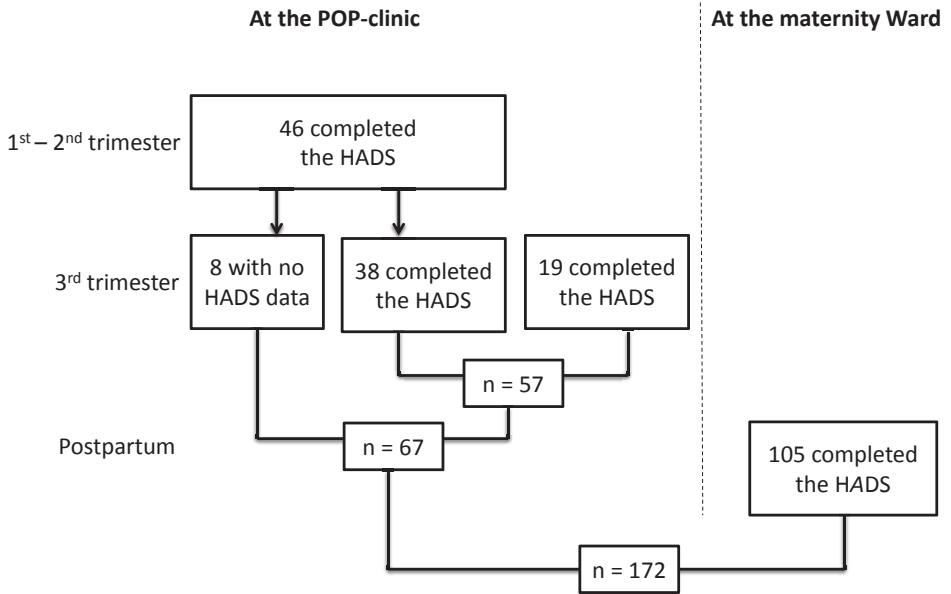 At the POP-clinic
At the maternity Ward
1st – 2nd trimester
46 completed
the HADS
3rd trimester
8 with no
HADS data
38 completed
the HADS
19 completed
the HADS
n = 57
Postpartum
n = 67
105 completed
the HADS
n = 172